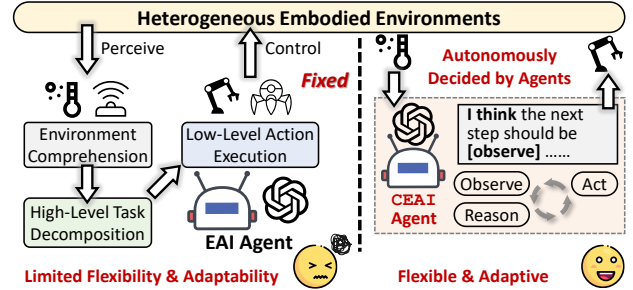 Heterogeneous Embodied Environments
Perceive
Control
Fixed
Environment
Comprehension
Low-Level Action
Execution
High-Level Task
Decomposition
EAI Agent
Limited Flexibility & Adaptability
Autonomously
Decided by Agents
I think the next
step should be
[observe] ......
CEAI
Agent
Observe
Act
Reason
Flexible & Adaptive